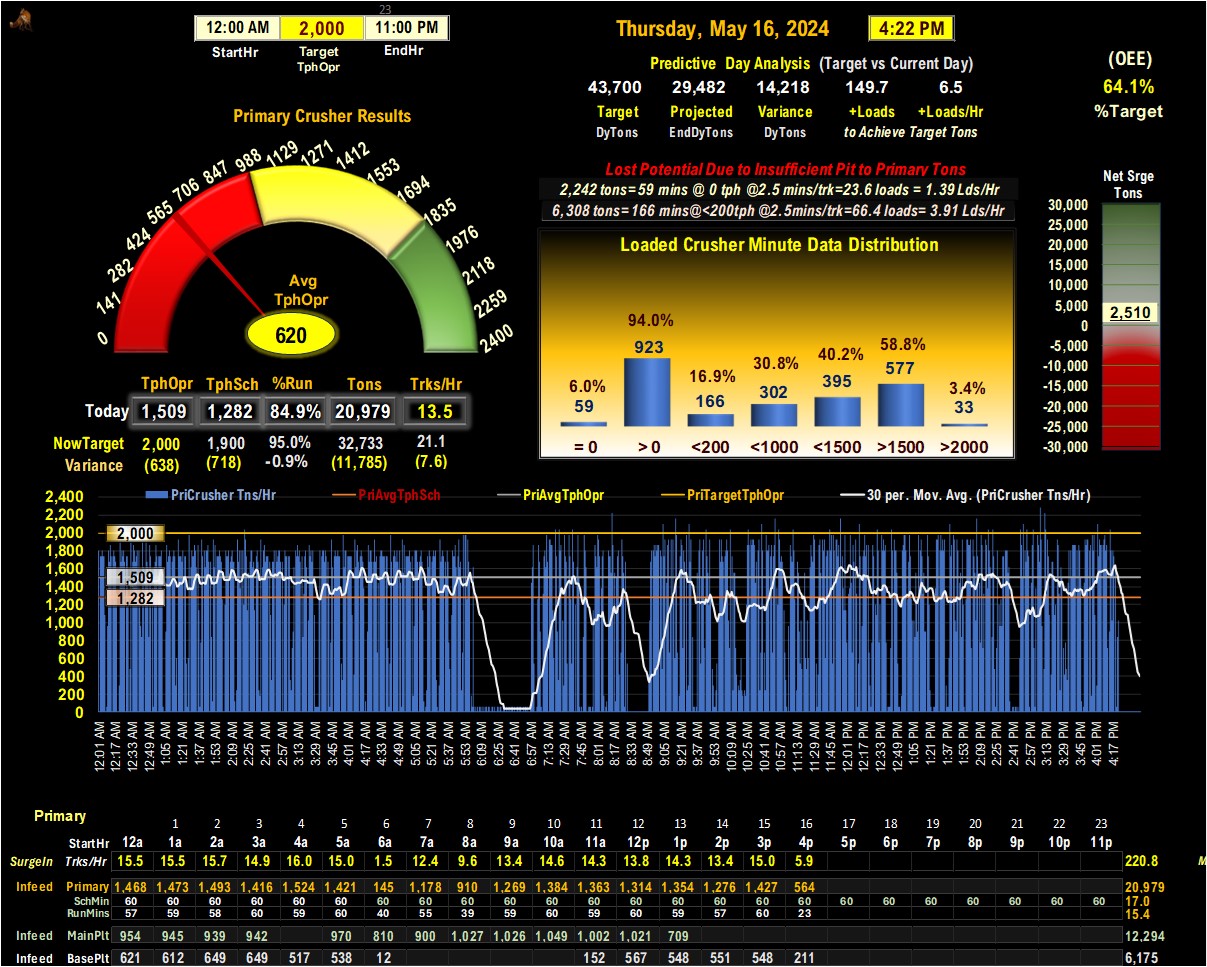 23
12:00 AM 2,000 11:00 PM
StartHr Target TphOpr EndHr
Thursday, May 16, 2024 4:22 PM
Predictive Day Analysis (Target vs Current Day)
43,700 29,482 14,218 149.7 6.5
Target Projected Variance +Loads +Loads/Hr
DyTons EndDyTons DyTons to Achieve Target Tons
(OEE)
64.1%
%Target
Primary Crusher Results
0 141 282 424 565 706 847 988 1129 1271 1412 1553 1694 1835 1976 2118 2259 2400
Avg
TphOpr
620
Lost Potential Due to Insufficient Pit to Primary Tons
2,242 tons=59 mins @ 0 tph @2.5 mins/trk=23.6 loads = 1.39 Lds/Hr
6,308 tons=166 mins@<200tph @2.5mins/trk=66.4 loads= 3.91 Lds/Hr
Loaded Crusher Minute Data Distribution
6.0% 94.0% 16.9% 30.8% 40.2% 58.8% 3.4%
59 923 166 302 395 577 33
= 0 > 0 <200 <1000 <1500 >1500 >2000
Net Srge
Tons
30,000
25,000
20,000
15,000
10,000
5,000
2,510
0
-5,000
-10,000
-15,000
-20,000
-25,000
-30,000
TphOpr TphSch %Run Tons Trks/Hr
Today 1,509 1,282 84.9% 20,979 13.5
NowTarget 2,000 1,900 95.0% 32,733 21.1
Variance (638) (718) -0.9% (11,785) (7.6)
PriCrusher Tns/Hr PriAvgTphSch PriAvgTphOpr PriTargetTphOpr 30 per. Mov. Avg. (PriCrusher Tns/Hr)
2,400
2,200
2,000 2,000
1,800
1,600
1,509
1,400
1,282
1,200
1,000
800
600
400
200
0
12:01 AM 12:17 AM 12:33 AM 12:49 AM 1:05 AM 1:21 AM 1:37 AM 1:53 AM 2:09 AM 2:25 AM 2:41 AM 2:57 AM 3:13 AM 3:29 AM 3:45 AM 4:01 AM 4:17 AM 4:33 AM 4:49 AM 5:05 AM 5:21 AM 5:37 AM 5:53 AM 6:09 AM 6:25 AM 6:41 AM 6:57 AM 7:13 AM 7:29 AM 7:45 AM 8:01 AM 8:17 AM 8:33 AM 8:49 AM 9:05 AM 9:21 AM 9:37 AM 9:53 AM 10:09 AM 10:25 AM 10:41 AM 10:57 AM 11:13 AM 11:29 AM 11:45 AM 12:01 PM 12:17 PM 12:33 PM 12:49 PM 1:05 PM 1:21 PM 1:37 PM 1:53 PM 2:09 PM 2:25 PM 2:41 PM 2:57 PM 3:13 PM 3:29 PM 3:45 PM 4:01 PM 4:17 PM
Primary
1 2 3 4 5 6 7 8 9 10 11 12 13 14 15 16 17 18 19 20 21 22 23
StartHr 12a 1a 2a 3a 4a 5a 6a 7a 8a 9a 10a 11a 12p 1p 2p 3p 4p 5p 6p 7p 8p 9p 10p 11p
SurgeIn Trks/Hr 15.5 15.5 15.7 14.9 16.0 15.0 1.5 12.4 9.6 13.4 14.6 14.3 13.8 14.3 13.4 15.0 5.9 220.8 M
Infeed Primary 1,468 1,473 1,493 1,416 1,524 1,421 145 1,178 910 1,269 1,384 1,363 1,314 1,354 1,276 1,427 564 20,979
SchMin 60 60 60 60 60 60 60 60 60 60 60 60 60 60 60 60 60 60 60 60 60 60 60 60 17.0
RunMins 57 59 58 60 59 60 40 55 39 59 60 59 60 59 57 60 23 15.4
Infeed MainPlt 954 945 939 942 970 810 900 1,027 1,026 1,049 1,002 1,021 709 12,294
Infeed BasePlt 621 612 649 649 517 538 12 152 567 548 551 548 211 6,175